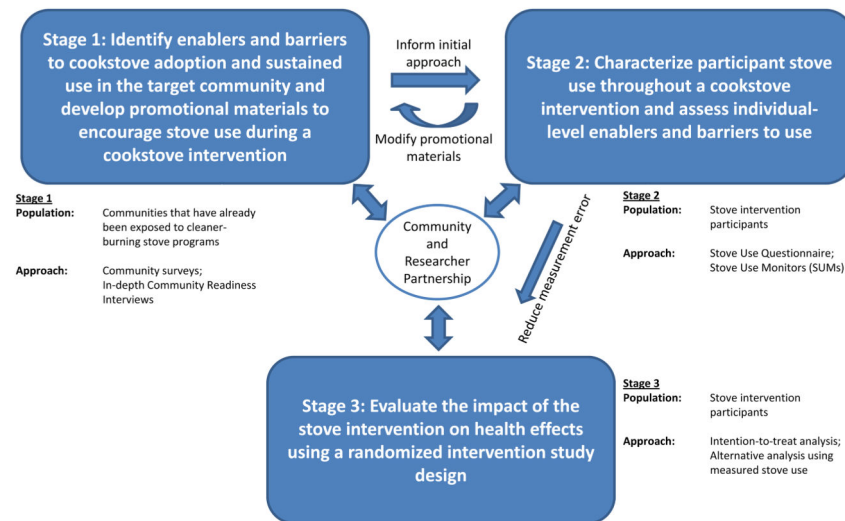 Stage 1: Identify enablers and barriers
to cookstove adoption and sustained
use in the target community and
develop promotional materials to
encourage stove use during a
cookstove intervention
Inform initial
approach
Modify promotional
materials
Stage 2: Characterize participant stove
use throughout a cookstove
intervention and assess individual-
level enablers and barriers to use
Stage 1
Population: Communities that have already
been exposed to cleaner-
burning stove programs
Approach: Community surveys;
In-depth Community Readiness
Interviews
Community
and
Researcher
Partnership
Reduce measurement error
Stage 2
Population: Stove intervention
participants
Approach: Stove Use Questionnaire;
Stove Use Monitors (SUMs)
Stage 3: Evaluate the impact of the
stove intervention on health effects
using a randomized intervention study
design
Stage 3
Population: Stove intervention
participants
Approach: Intention-to-treat analysis;
Alternative analysis using
measured stove use